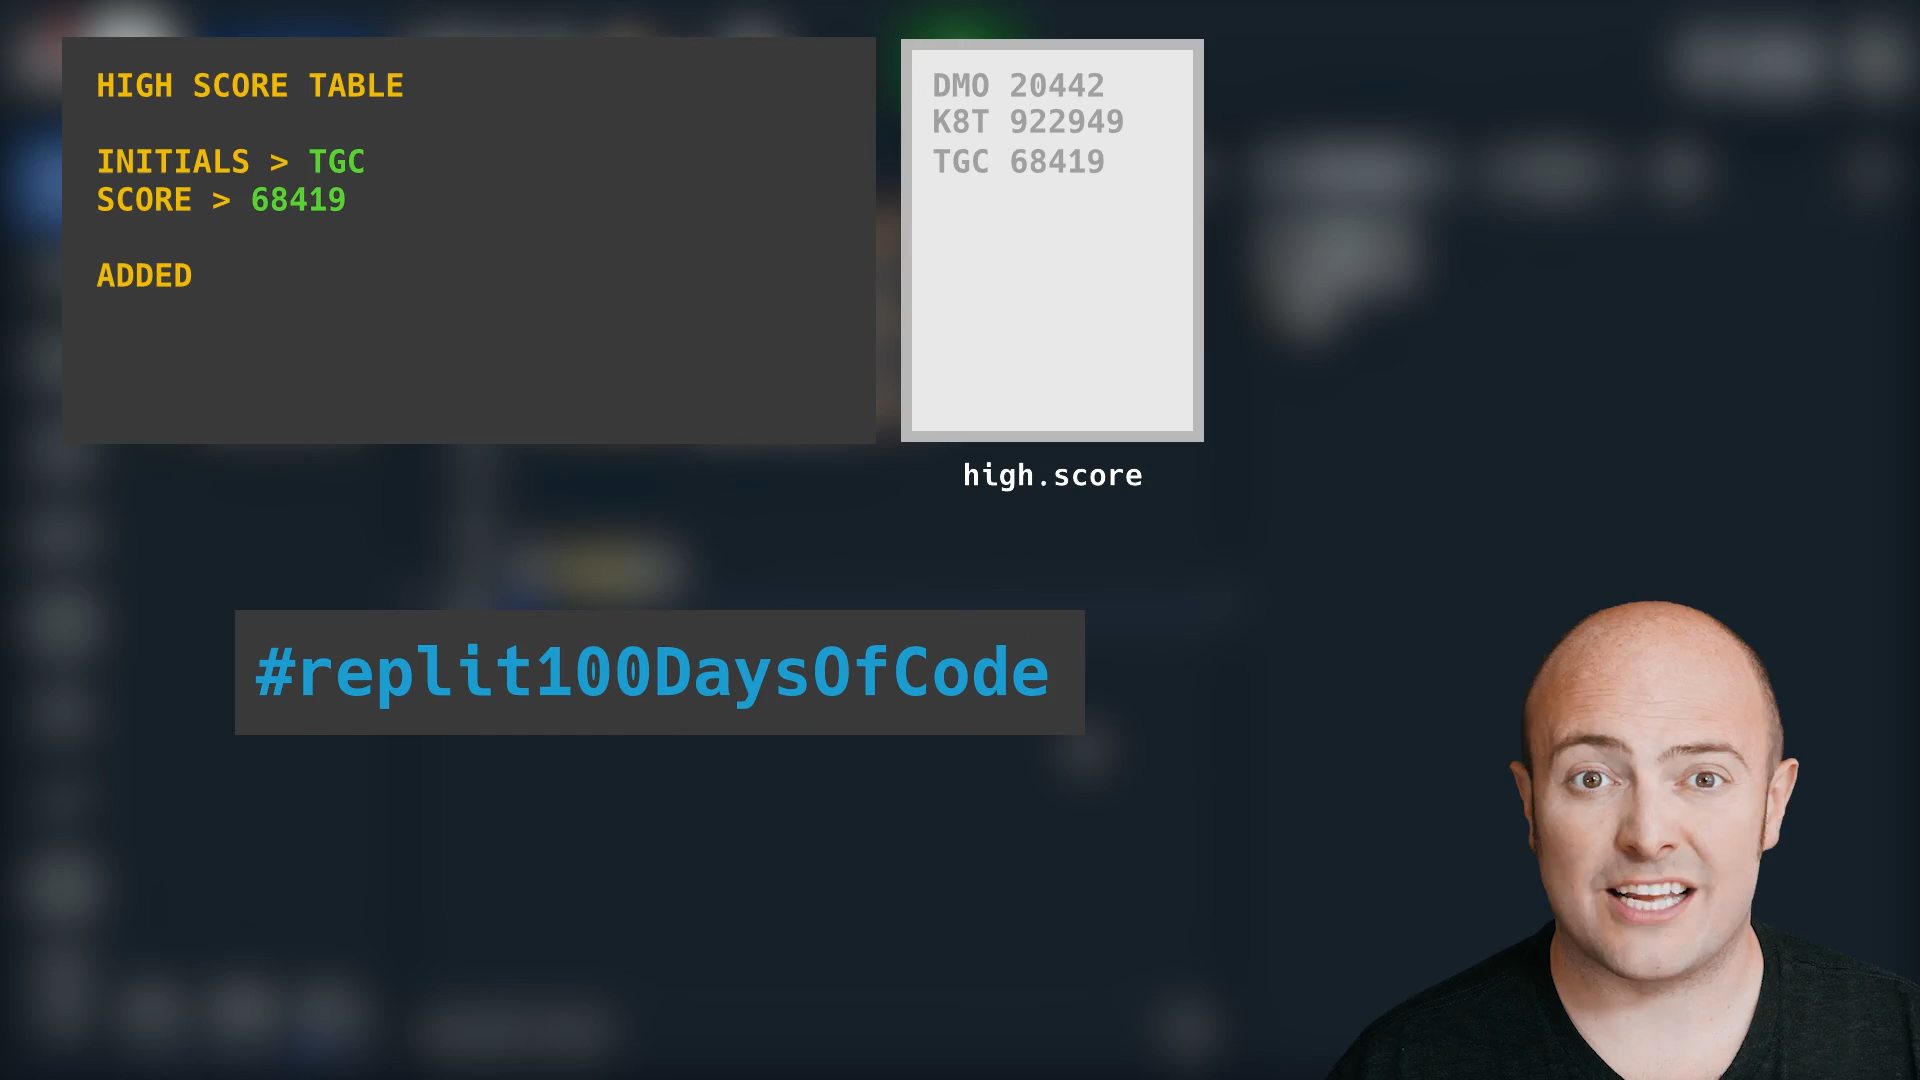 HIGH SCORE TABLE
INITIALS > TGC
SCORE > 68419
ADDED
DMO 20442
K8T 922949
TGC 68419
high.score
#replit100DaysOfCode